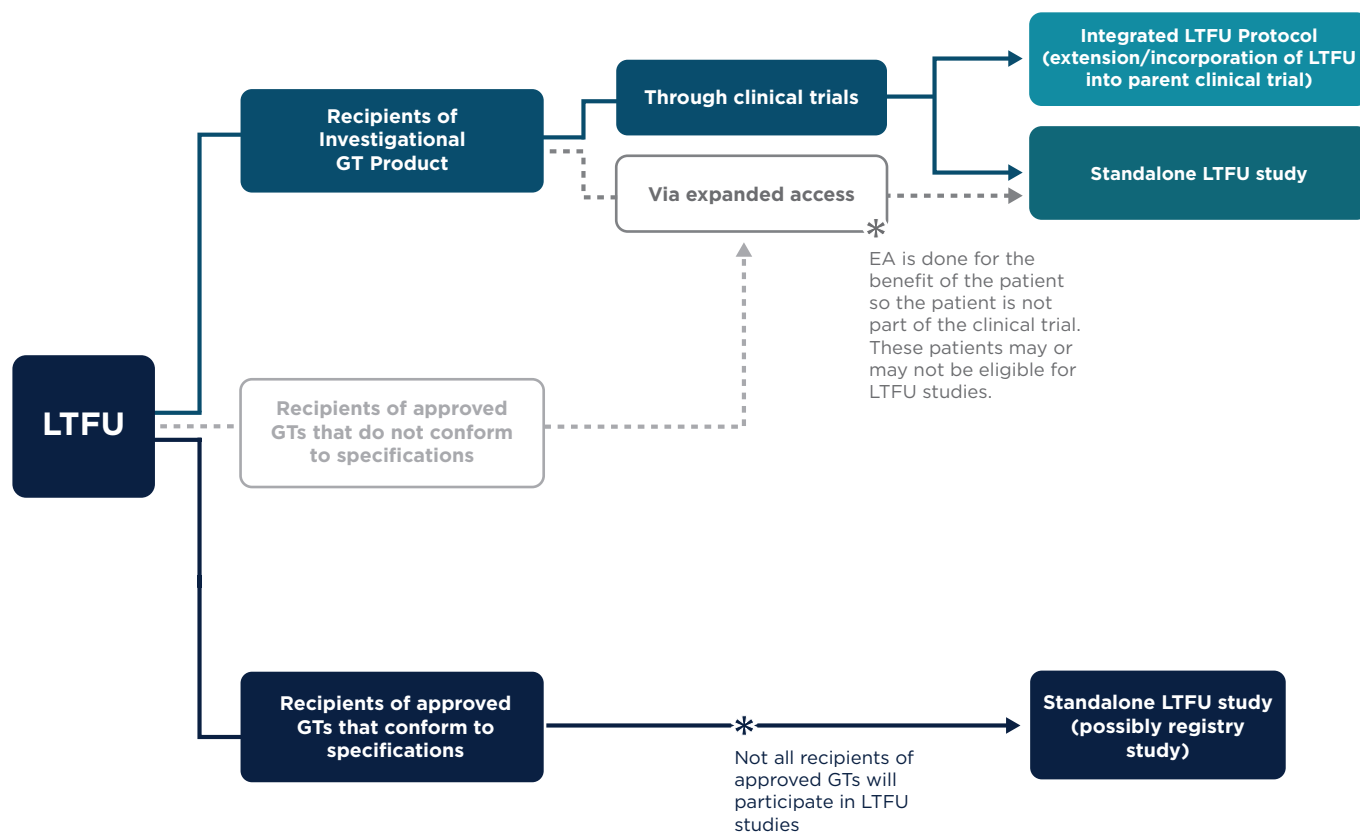 Integrated LTFU Protocol
(extension/incorporation of LTFU
into parent clinical trial)
Recipients of
Investigational
GT Product
Through clinical trials
Standalone LTFU study
Via expanded access
*
EA is done for the
benefit of the patient
so the patient is not
part of the clinical trial.
These patients may or
may not be eligible for
LTFU studies.
LTFU
Recipients of approved
GTs that do not conform
to specifications
Recipients of approved
GTs that conform to
specifications
*
Not all recipients of
approved GTs will
participate in LTFU
studies
Standalone LTFU study
(possibly registry
study)